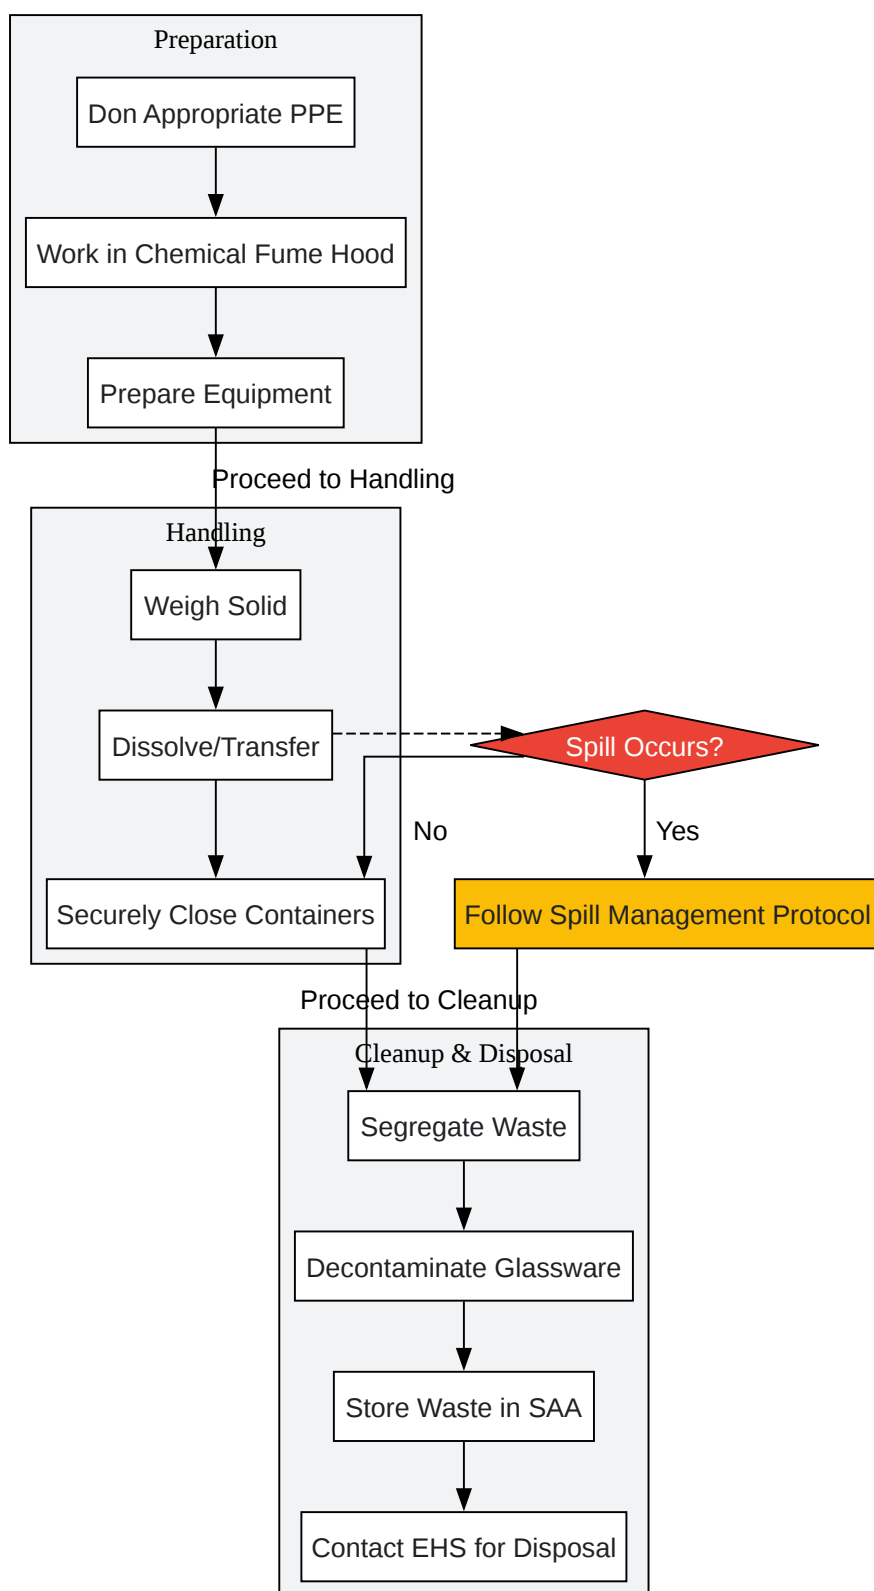 Preparation
Don Appropriate PPE
Work in Chemical Fume Hood
Prepare Equipment
Proceed to Handling
Handling
Weigh Solid
Dissolve/Transfer
Spill Occurs?
No
Yes
Securely Close Containers
Follow Spill Management Protocol
Proceed to Cleanup
Cleanup & Disposal
Segregate Waste
Decontaminate Glassware
Store Waste in SAA
Contact EHS for Disposal